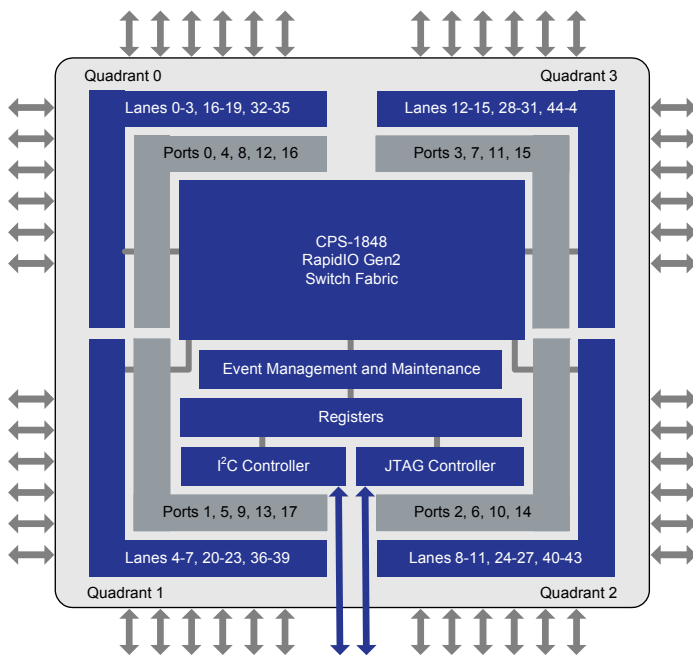 Quadrant 0
Quadrant 3
Lanes 0-3, 16-19, 32-35
Lanes 12-15, 28-31, 44-4
Ports 0, 4, 8, 12, 16
Ports 3, 7, 11, 15
CPS-1848
RapidIO Gen2
Switch Fabric
Event Management and Maintenance
Registers
I²C Controller
JTAG Controller
Ports 1, 5, 9, 13, 17
Ports 2, 6, 10, 14
Lanes 4-7, 20-23, 36-39
Lanes 8-11, 24-27, 40-43
Quadrant 1
Quadrant 2